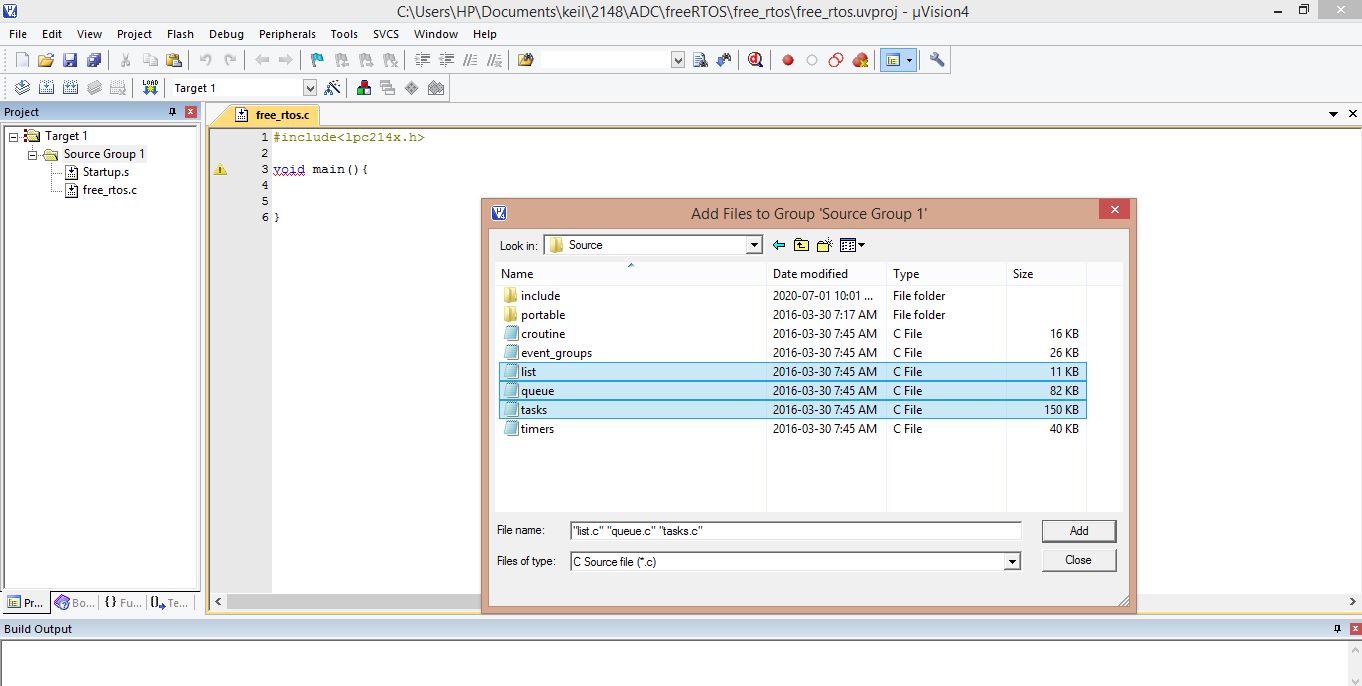 C:\Users\HP\Documents\keil\2148\ADC\freeRTOS\free_rtos\free_rtos.uvproj - µVision4
File Edit View Project Flash Debug Peripherals Tools SVCS Window Help
LOAD Target 1
Project
free_rtos.c
Target 1
Source Group 1
Startup.s
free_rtos.c
1 #include<lpc214x.h>
2
3 void main(){
4
5
6 }
Add Files to Group 'Source Group 1'
Look in: Source
Name Date modified Type Size
include 2020-07-01 10:01 ... File folder
portable 2016-03-30 7:17 AM File folder
croutine 2016-03-30 7:45 AM C File 16 KB
event_groups 2016-03-30 7:45 AM C File 26 KB
list 2016-03-30 7:45 AM C File 11 KB
queue 2016-03-30 7:45 AM C File 82 KB
tasks 2016-03-30 7:45 AM C File 150 KB
timers 2016-03-30 7:45 AM C File 40 KB
File name: "list.c" "queue.c" "tasks.c" Add
Files of type: C Source file (*.c) Close
Pr... Bo... {} Fu... Te...
Build Output